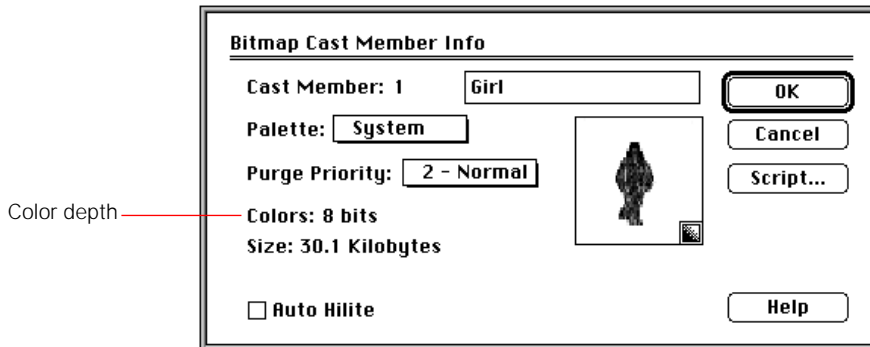 Bitmap Cast Member Info
Cast Member: 1
Girl
OK
Palette: System
Cancel
Purge Priority: 2 - Normal
Script...
Color depth
Colors: 8 bits
Size: 30.1 Kilobytes
Auto Hilite
Help